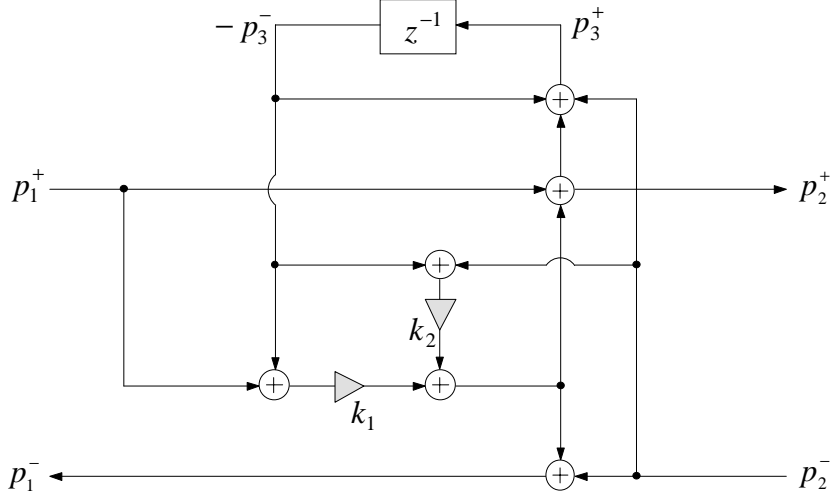 − p₃⁻
z⁻¹
p₃⁺
+
p₁⁺
+
p₂⁺
+
k₂
+
+
k₁
p₁⁻
+
p₂⁻